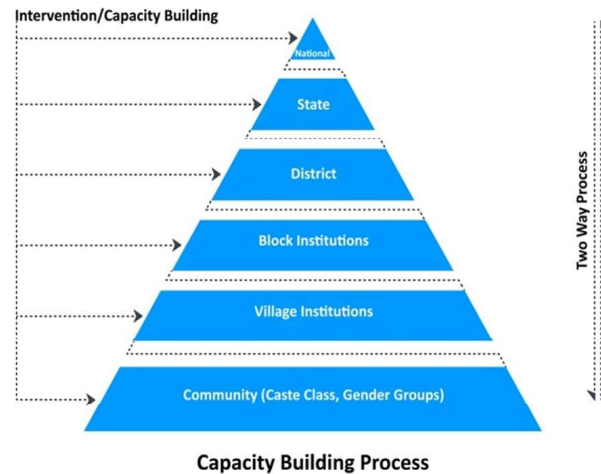 Intervention/Capacity Building
National
State
District
Block Institutions
Village Institutions
Community (Caste Class, Gender Groups)
Two Way Process
Capacity Building Process